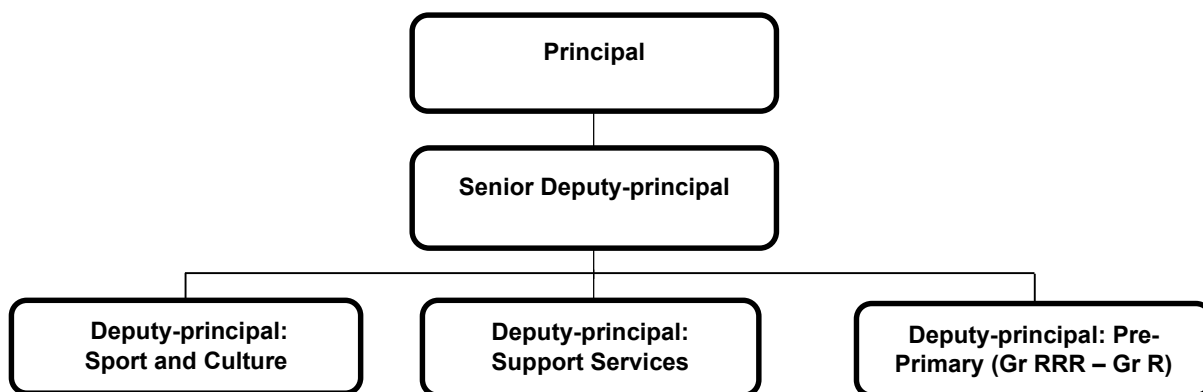 Principal
Senior Deputy-principal
Deputy-principal:
Sport and Culture
Deputy-principal:
Support Services
Deputy-principal: Pre-
Primary (Gr RRR – Gr R)